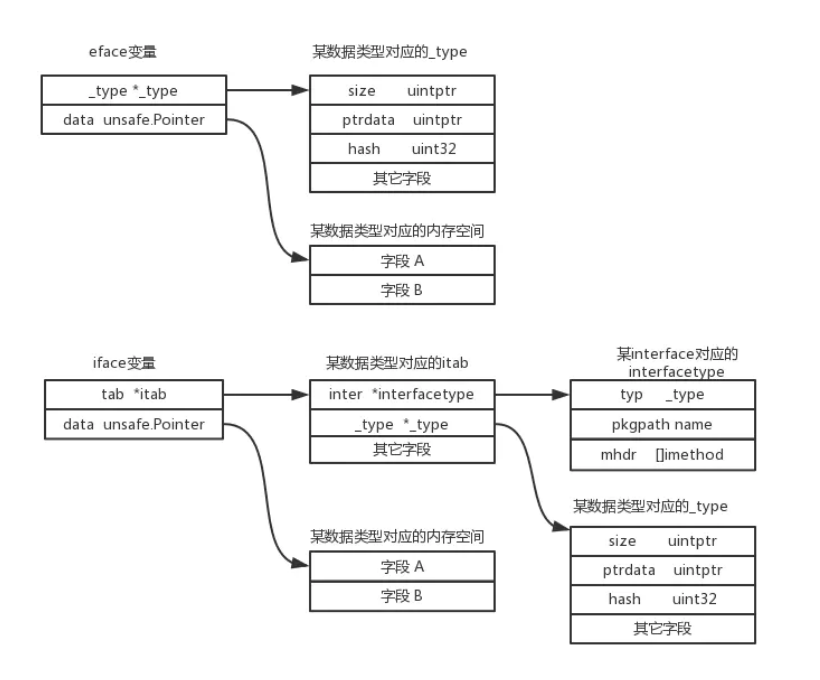 eface变量
_type *_type
data unsafe.Pointer
某数据类型对应的_type
size uintptr
ptrdata uintptr
hash uint32
其它字段
某数据类型对应的内存空间
字段 A
字段 B
iface变量
tab *itab
data unsafe.Pointer
某数据类型对应的itab
inter *interfacetype
_type *_type
其它字段
某interface对应的
interfacetype
typ _type
pkgpath name
mhdr []imethod
某数据类型对应的内存空间
字段 A
字段 B
某数据类型对应的_type
size uintptr
ptrdata uintptr
hash uint32
其它字段